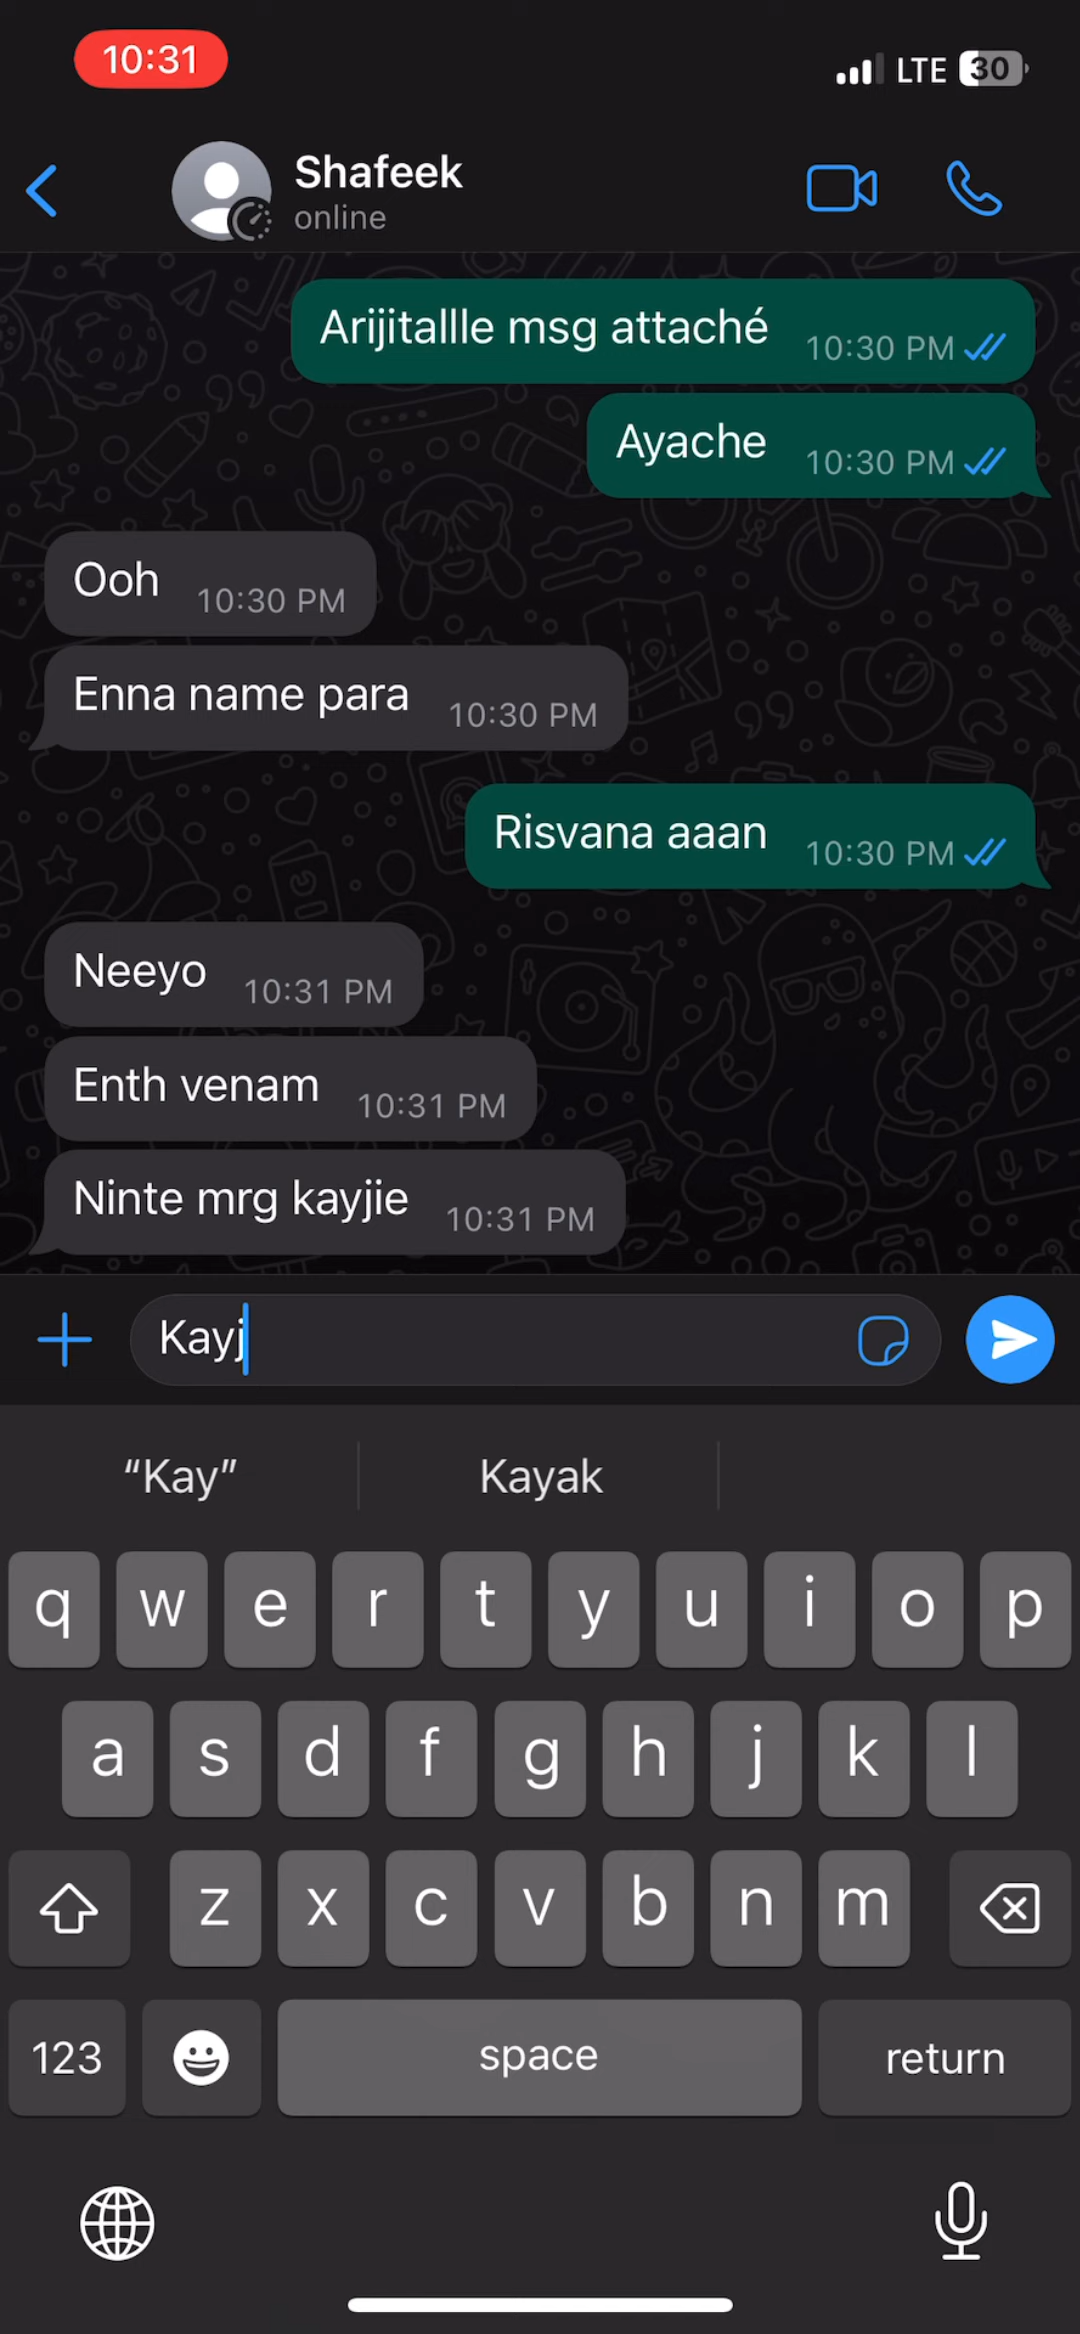 10:31
LTE 30
Shafeek
online
Arijitallle msg attaché 10:30 PM
Ayache 10:30 PM
Ooh 10:30 PM
Enna name para 10:30 PM
Risvana aaan 10:30 PM
Neeyo 10:31 PM
Enth venam 10:31 PM
Ninte mrg kayjie 10:31 PM
Kayj
“Kay” Kayak
q w e r t y u i o p
a s d f g h j k l
z x c v b n m
123 space return